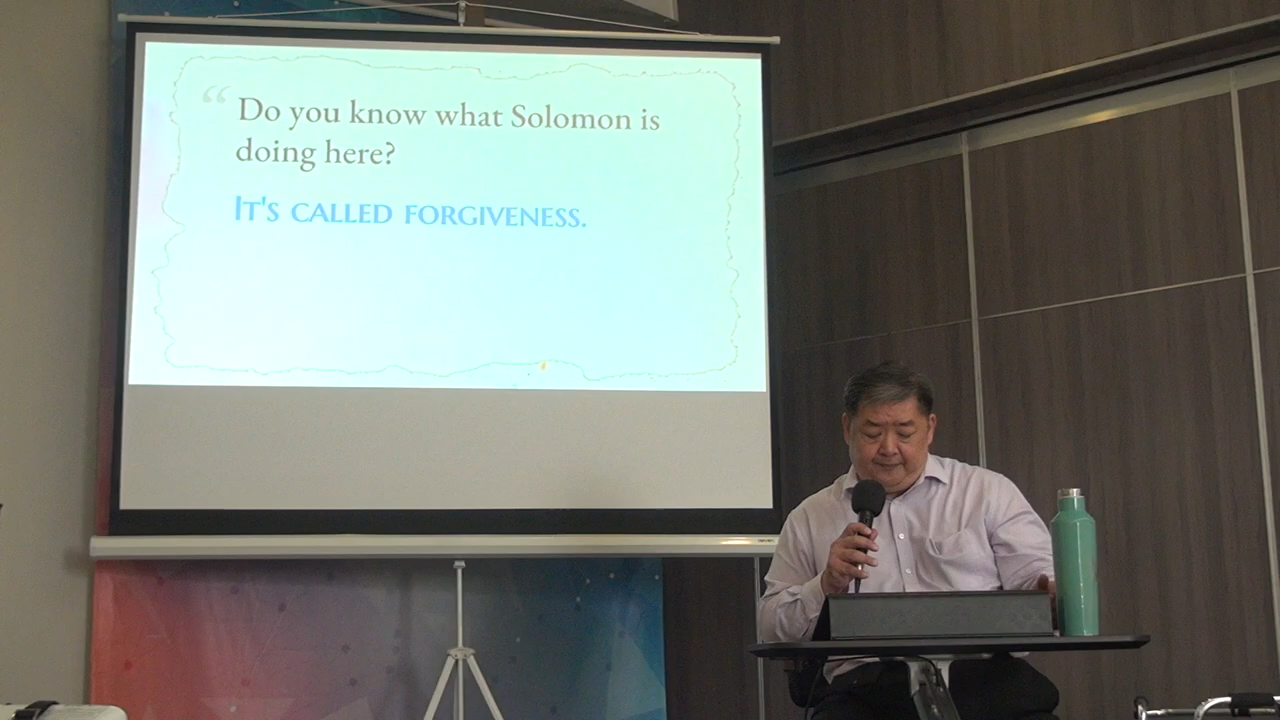 “ Do you know what Solomon is
doing here?
IT'S CALLED FORGIVENESS.